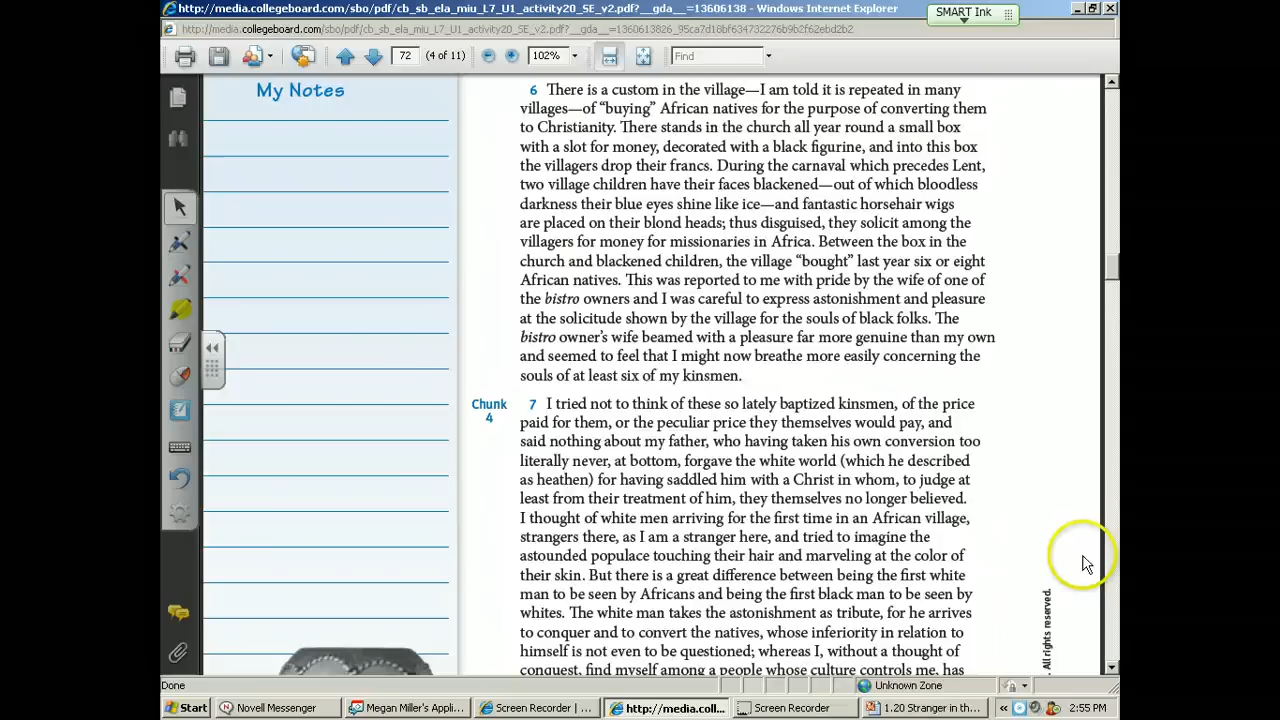 http://media.collegeboard.com/sbo/pdf/cb_sb_ela_miu_L7_U1_activity20_5E_v2.pdf?__gda__=13606138 - Windows Internet Explorer
SMART Ink
http://media.collegeboard.com/sbo/pdf/cb_sb_ela_miu_L7_U1_activity20_5E_v2.pdf?__gda__=1360613826_95ca7d18bf634732276b9b2f62ebd2b2
72 (4 of 11) 102% Find
My Notes
6 There is a custom in the village—I am told it is repeated in many
villages—of “buying” African natives for the purpose of converting them
to Christianity. There stands in the church all year round a small box
with a slot for money, decorated with a black figurine, and into this box
the villagers drop their francs. During the carnaval which precedes Lent,
two village children have their faces blackened—out of which bloodless
darkness their blue eyes shine like ice—and fantastic horsehair wigs
are placed on their blond heads; thus disguised, they solicit among the
villagers for money for missionaries in Africa. Between the box in the
church and blackened children, the village “bought” last year six or eight
African natives. This was reported to me with pride by the wife of one of
the bistro owners and I was careful to express astonishment and pleasure
at the solicitude shown by the village for the souls of black folks. The
bistro owner’s wife beamed with a pleasure far more genuine than my own
and seemed to feel that I might now breathe more easily concerning the
souls of at least six of my kinsmen.
Chunk
4
7 I tried not to think of these so lately baptized kinsmen, of the price
paid for them, or the peculiar price they themselves would pay, and
said nothing about my father, who having taken his own conversion too
literally never, at bottom, forgave the white world (which he described
as heathen) for having saddled him with a Christ in whom, to judge at
least from their treatment of him, they themselves no longer believed.
I thought of white men arriving for the first time in an African village,
strangers there, as I am a stranger here, and tried to imagine the
astounded populace touching their hair and marveling at the color of
their skin. But there is a great difference between being the first white
man to be seen by Africans and being the first black man to be seen by
whites. The white man takes the astonishment as tribute, for he arrives
to conquer and to convert the natives, whose inferiority in relation to
himself is not even to be questioned; whereas I, without a thought of
conquest, find myself among a people whose culture controls me, has
. All rights reserved.
Done Unknown Zone
Start Novell Messenger Megan Miller's Appli... Screen Recorder | ... http://media.coll... Screen Recorder 1.20 Stranger in th... 2:55 PM